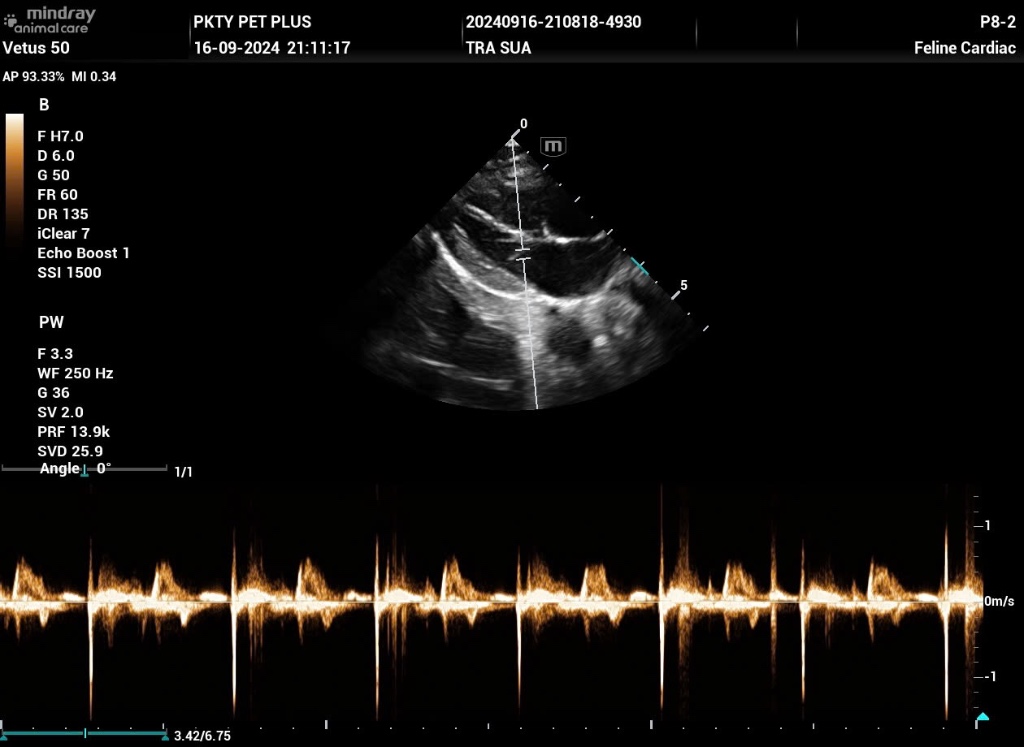 mindray
animal care
Vetus 50
PKTY PET PLUS
16-09-2024 21:11:17
20240916-210818-4930
TRA SUA
P8-2
Feline Cardiac
AP 93.33% MI 0.34
B
F H7.0
D 6.0
G 50
FR 60
DR 135
iClear 7
Echo Boost 1
SSI 1500
PW
F 3.3
WF 250 Hz
G 36
SV 2.0
PRF 13.9k
SVD 25.9
Angle 0°
1/1
0
m
5
1
0m/s
-1
3.42/6.75